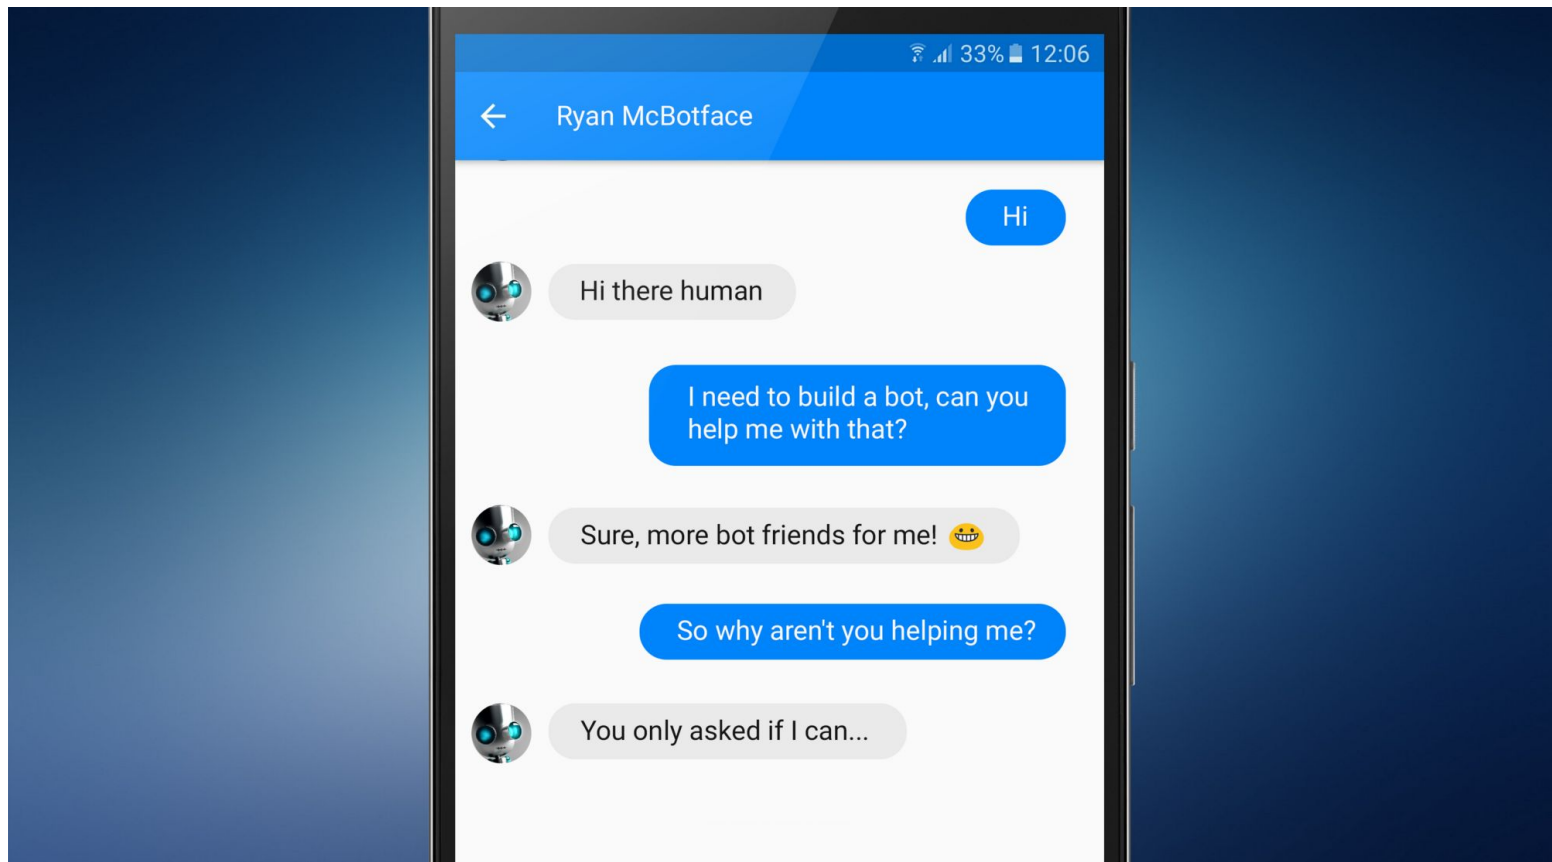 33% 12:06
Ryan McBotface
Hi
Hi there human
I need to build a bot, can you
help me with that?
Sure, more bot friends for me! 😀
So why aren't you helping me?
You only asked if I can...